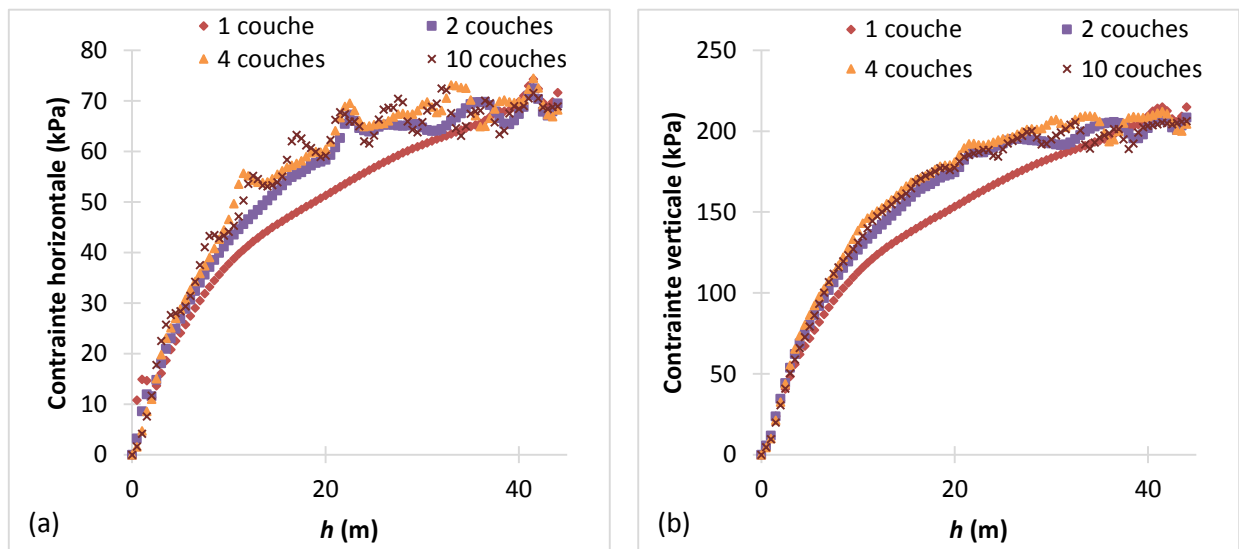 1 couche
2 couches
4 couches
10 couches
80
70
60
50
40
30
20
10
0
Contrainte horizontale (kPa)
0
20
40
(a)
h (m)
1 couche
2 couches
4 couches
10 couches
250
200
150
100
50
0
Contrainte verticale (kPa)
0
20
40
(b)
h (m)